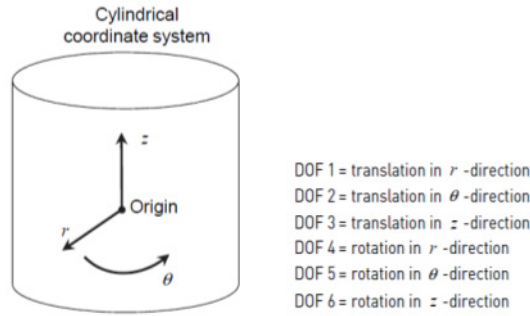 Cylindrical
coordinate system
z
Origin
r
θ
DOF 1 = translation in r -direction
DOF 2 = translation in θ -direction
DOF 3 = translation in z -direction
DOF 4 = rotation in r -direction
DOF 5 = rotation in θ -direction
DOF 6 = rotation in z -direction